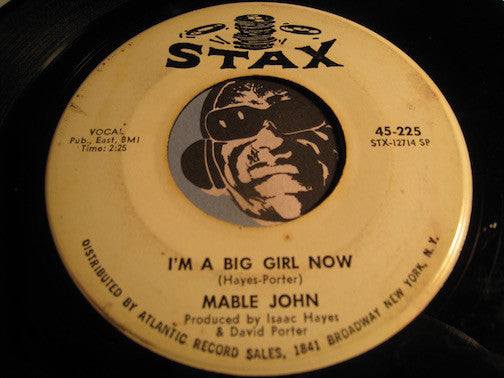 STAX
VOCAL
Pub., East, BMI
Time: 2:25
45-225
STX-12714 SP
I'M A BIG GIRL NOW
(Hayes-Porter)
MABLE JOHN
Produced by Isaac Hayes
& David Porter
DISTRIBUTED BY ATLANTIC RECORD SALES, 1841 BROADWAY NEW YORK, N.Y.